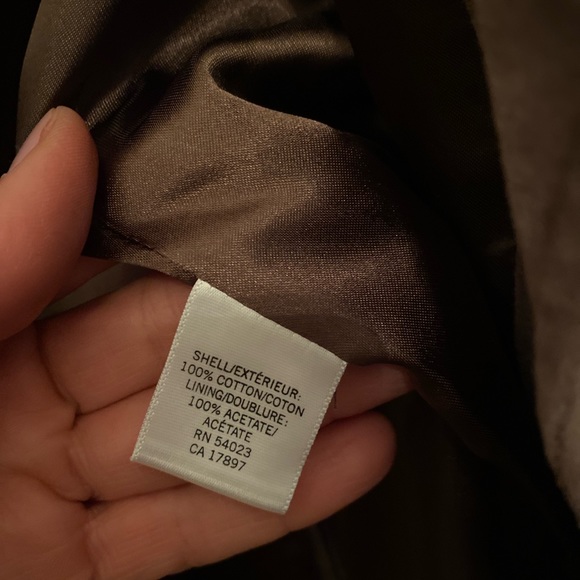 SHELL/EXTÉRIEUR:
100% COTTON/COTON
LINING/DOUBLURE:
100% ACETATE/
ACÉTATE
RN 54023
CA 17897